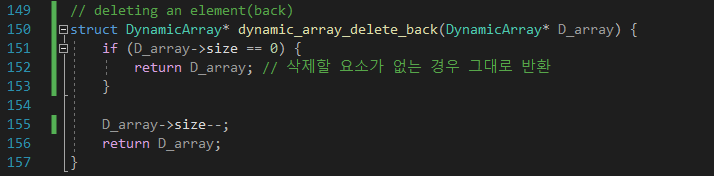 149 // deleting an element(back)
150 struct DynamicArray* dynamic_array_delete_back(DynamicArray* D_array) {
151 if (D_array->size == 0) {
152 return D_array; // 삭제할 요소가 없는 경우 그대로 반환
153 }
154
155 D_array->size--;
156 return D_array;
157 }